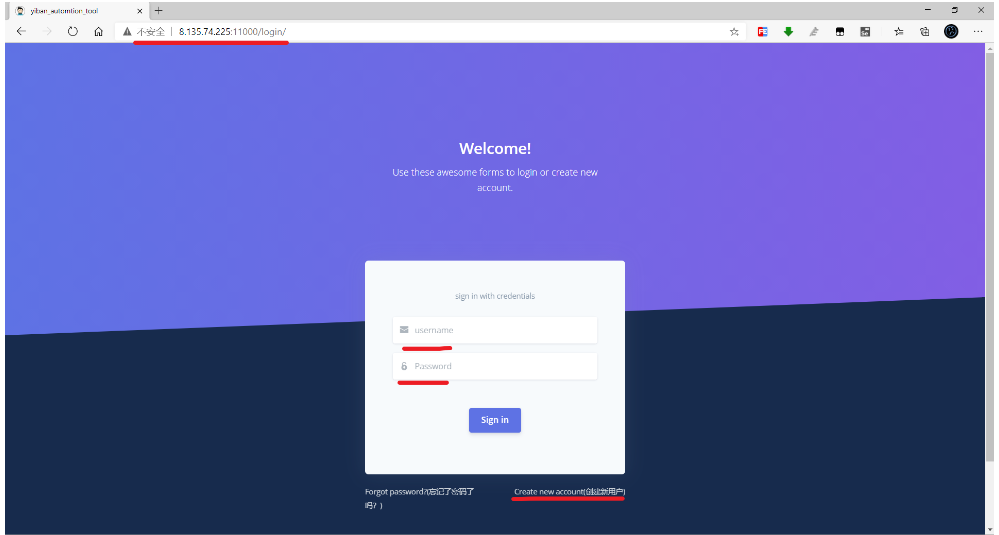 yiban_automtion_tool
不安全 8.135.74.225:11000/login/
Welcome!
Use these awesome forms to login or create new
account.
sign in with credentials
username
Password
Sign in
Forgot password?(忘记了密码了
吗？)
Create new account(创建新用户)